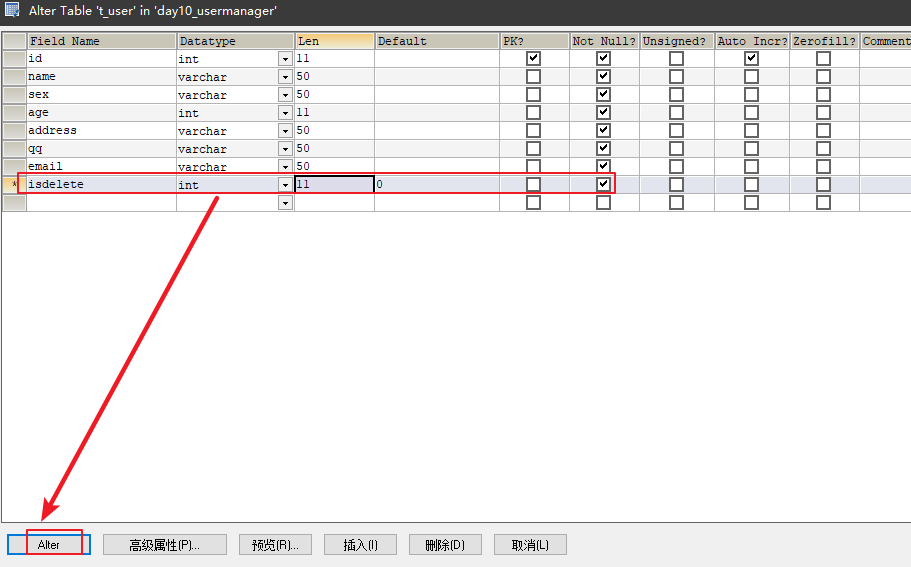 Alter Table 't_user' in 'day10_usermanager'
Field Name Datatype Len Default PK? Not Null? Unsigned? Auto Incr? Zerofill? Comment
id int 11
name varchar 50
sex varchar 50
age int 11
address varchar 50
qq varchar 50
email varchar 50
* isdelete int 11 0
Alter 高级属性(P)... 预览(R)... 插入(I) 删除(D) 取消(L)